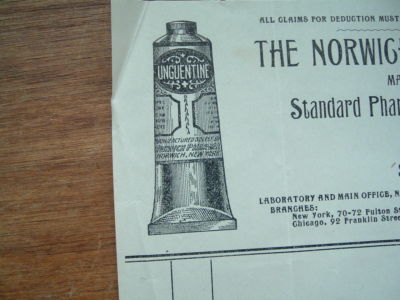 ALL CLAIMS FOR DEDUCTION MUST
THE NORWICH
MA
Standard Phar
S
LABORATORY AND MAIN OFFICE, N
BRANCHES:
New York, 70-72 Fulton S
Chicago, 92 Franklin Stree
UNGUENTINE
MANUFACTURED SOLELY BY
NORWICH, NEW YORK